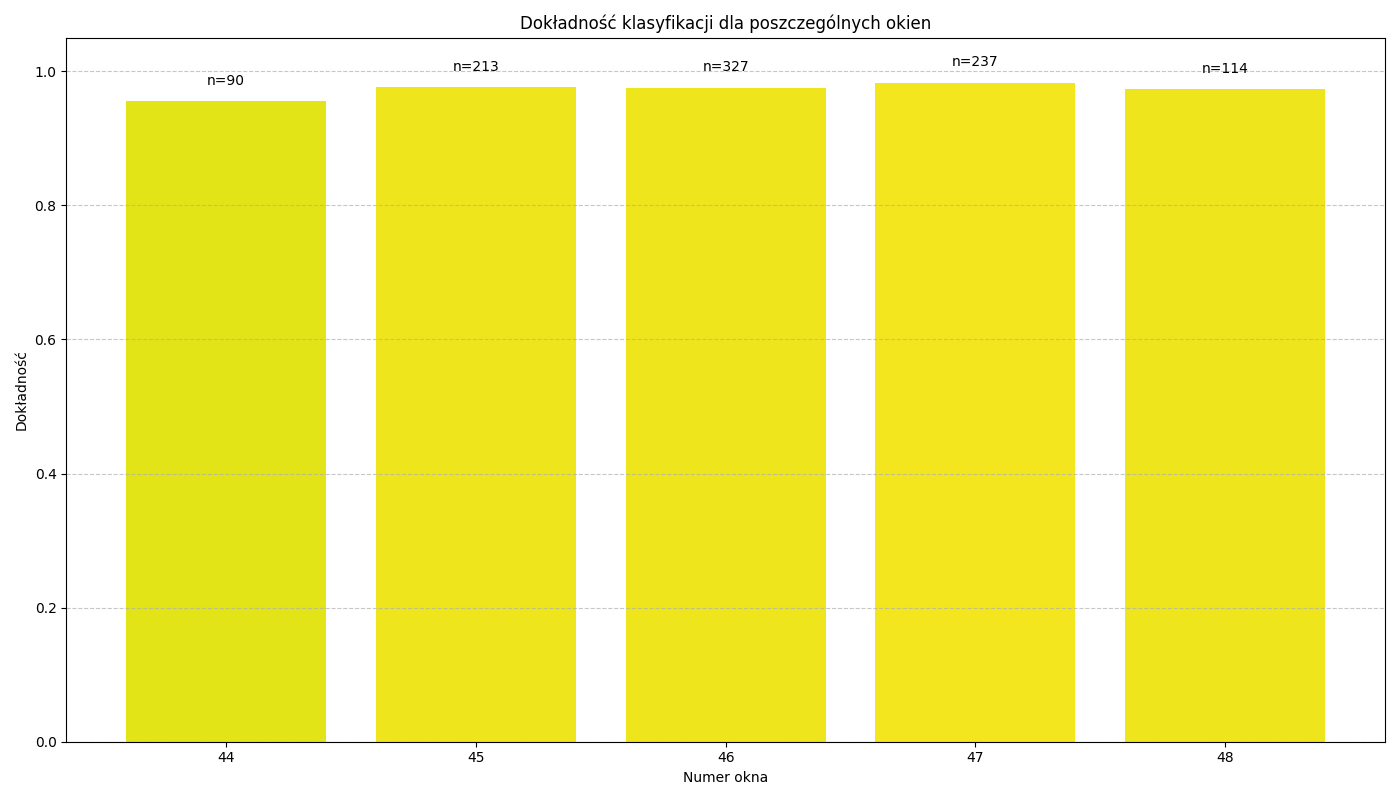 Dokładność klasyfikacji dla poszczególnych okien
Dokładność
1.0
0.8
0.6
0.4
0.2
0.0
n=90
n=213
n=327
n=237
n=114
44
45
46
47
48
Numer okna